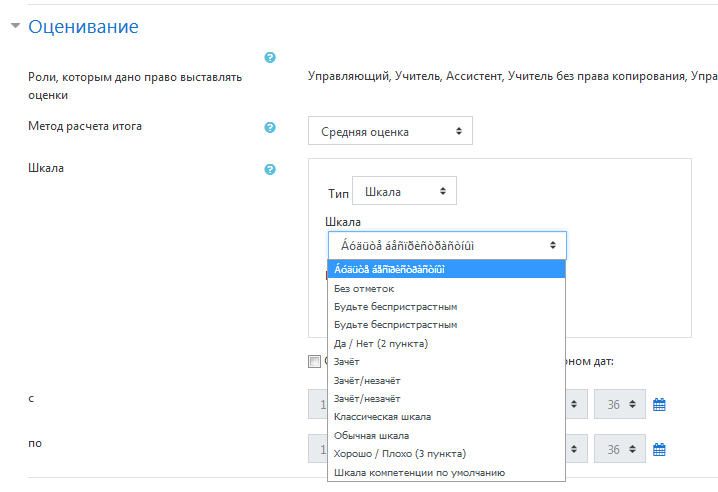 Оценивание
Роли, которым дано право выставлять оценки
Управляющий, Учитель, Ассистент, Учитель без права копирования, Упра
Метод расчета итога
Средняя оценка
Шкала
Тип
Шкала
Шкала
Áóäüòå áåñïðèñòðàñòíûì
Áóäüòå áåñïðèñòðàñòíûì
Без отметок
Будьте беспристрастным
Будьте беспристрастным
Да / Нет (2 пункта)
Зачёт
ном дат:
Зачёт/незачёт
с
Зачёт/незачёт
36
Классическая шкала
Обычная шкала
по
36
Хорошо / Плохо (3 пункта)
Шкала компетенции по умолчанию